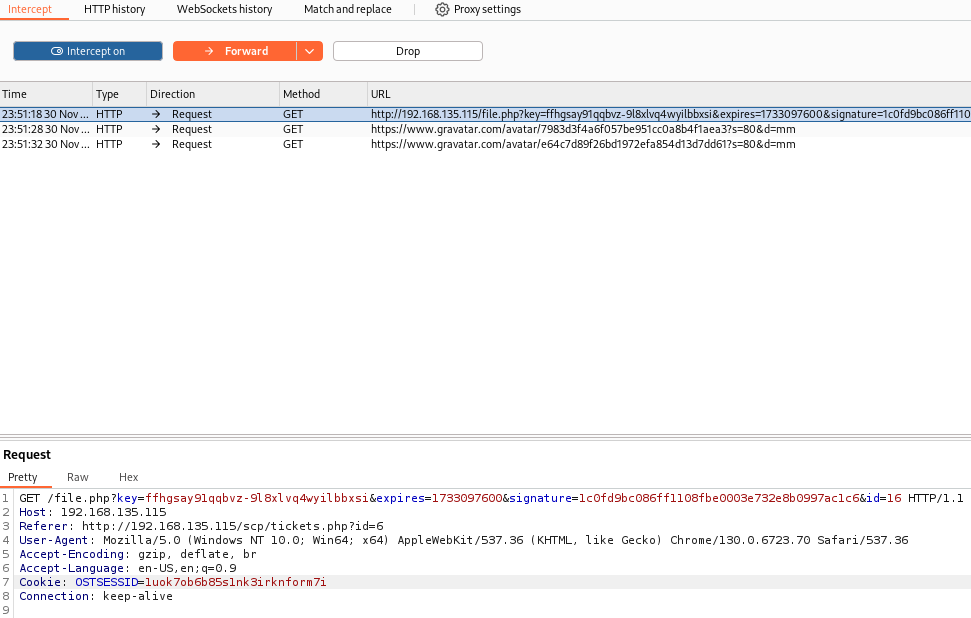 Intercept HTTP history WebSockets history Match and replace Proxy settings
Intercept on Forward Drop
Time Type Direction Method URL
23:51:18 30 Nov ... HTTP Request GET http://192.168.135.115/file.php?key=ffhgsay91qqbvz-9l8xlvq4wyilbbxsi&expires=1733097600&signature=1c0fd9bc086ff110
23:51:28 30 Nov ... HTTP Request GET https://www.gravatar.com/avatar/7983d3f4a6f057be951cc0a8b4f1aea3?s=80&d=mm
23:51:32 30 Nov ... HTTP Request GET https://www.gravatar.com/avatar/e64c7d89f26bd1972efa854d13d7dd61?s=80&d=mm
Request
Pretty Raw Hex
1 GET /file.php?key=ffhgsay91qqbvz-9l8xlvq4wyilbbxsi&expires=1733097600&signature=1c0fd9bc086ff1108fbe0003e732e8b0997ac1c6&id=16 HTTP/1.1
2 Host: 192.168.135.115
3 Referer: http://192.168.135.115/scp/tickets.php?id=6
4 User-Agent: Mozilla/5.0 (Windows NT 10.0; Win64; x64) AppleWebKit/537.36 (KHTML, like Gecko) Chrome/130.0.6723.70 Safari/537.36
5 Accept-Encoding: gzip, deflate, br
6 Accept-Language: en-US,en;q=0.9
7 Cookie: OSTSESSID=1uok7ob6b85s1nk3irknform7i
8 Connection: keep-alive
9